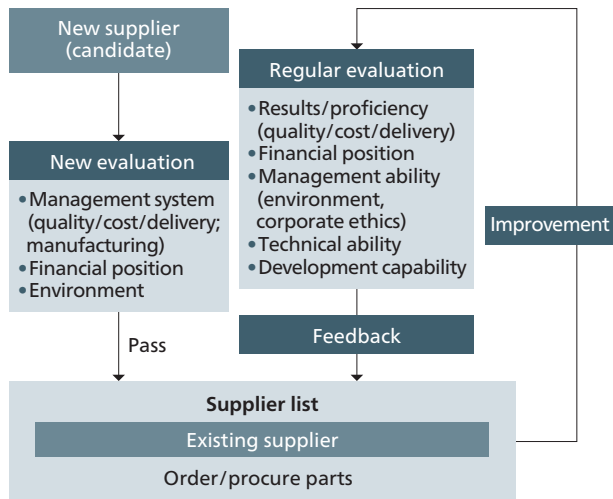 New supplier
(candidate)
New evaluation
•Management system
(quality/cost/delivery;
manufacturing)
•Financial position
•Environment
Pass
Regular evaluation
•Results/proficiency
(quality/cost/delivery)
•Financial position
•Management ability
(environment,
corporate ethics)
•Technical ability
•Development capability
Feedback
Improvement
Supplier list
Existing supplier
Order/procure parts